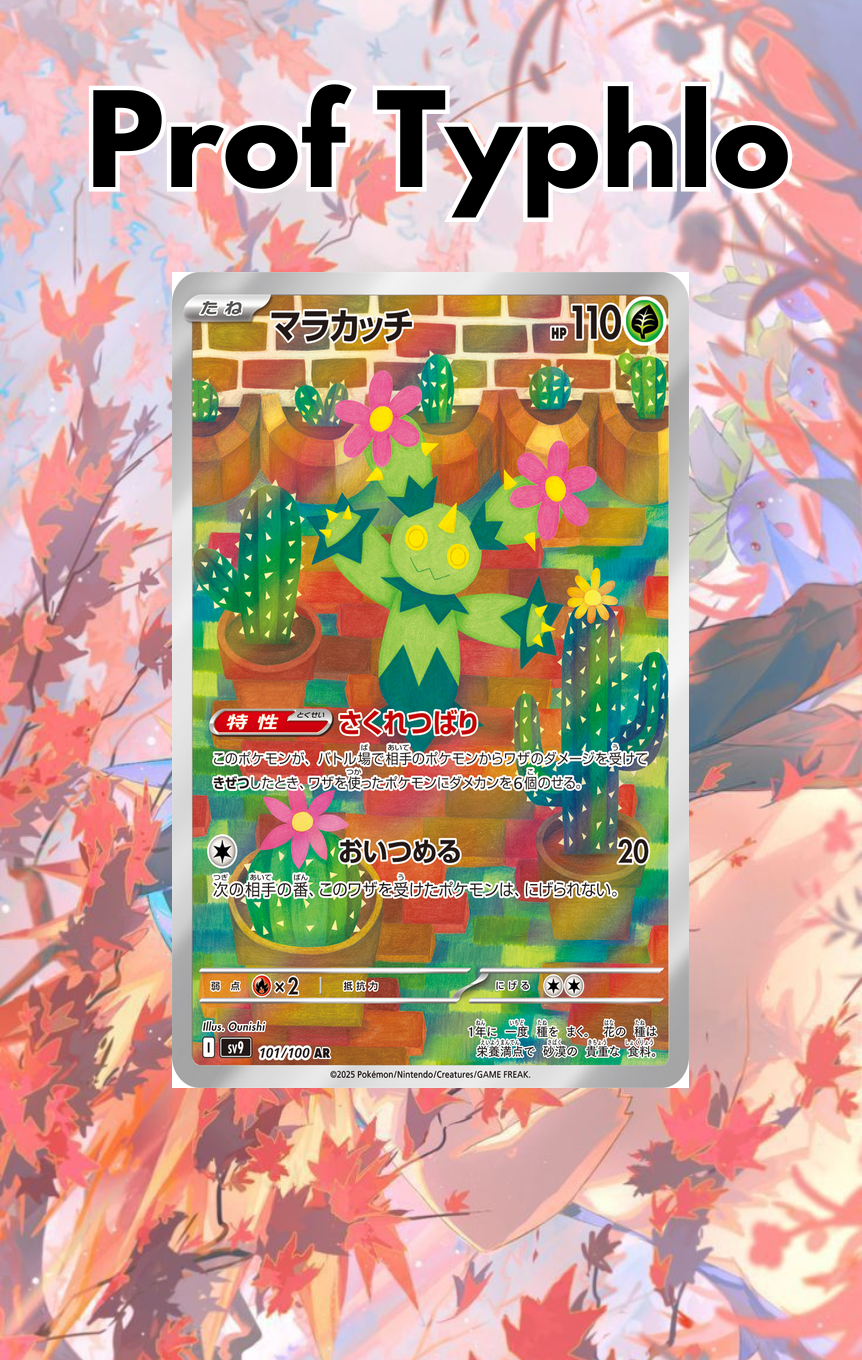 Prof Typhlo
たね
マラカッチ
HP 110
特性 とくせい さくれつばり
このポケモンが、バトル場で相手のポケモンからワザのダメージを受けて
きぜつしたとき、ワザを使ったポケモンにダメカンを6個のせる。
おいつめる 20
次の相手の番、このワザを受けたポケモンは、にげられない。
弱点 ×2 抵抗力 にげる
Illus. Ounishi
1年に 一度 種を まく。 花の 種は
栄養満点で 砂漠の 貴重な 食料。
I sv9 101/100 AR
©2025 Pokémon/Nintendo/Creatures/GAME FREAK.